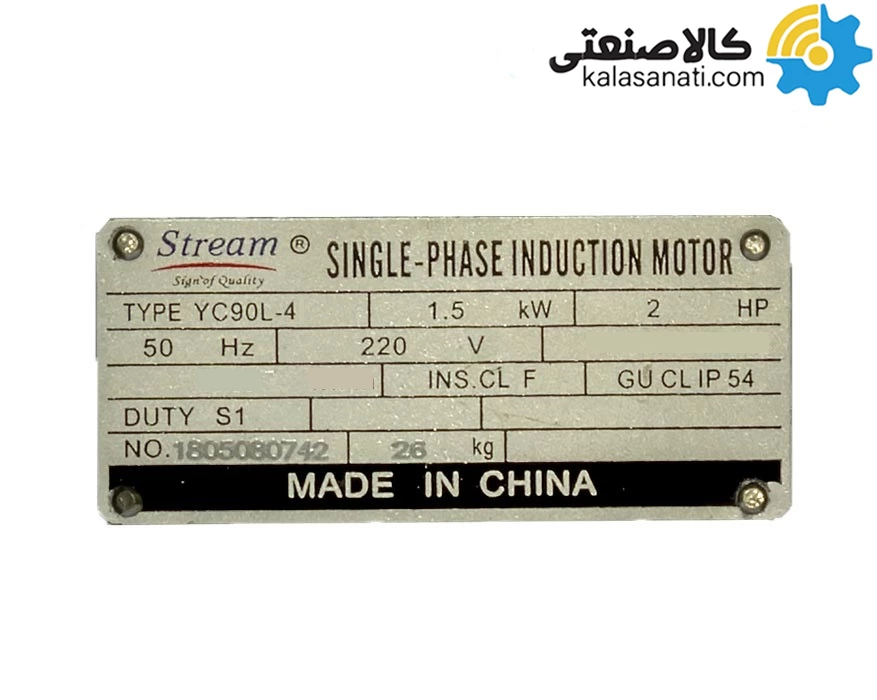 کالاصنعتی
kalasanati.com
Stream ® SINGLE-PHASE INDUCTION MOTOR
Sign of Quality
TYPE YC90L-4 1.5 kW 2 HP
50 Hz 220 V
INS.CL F GU CL IP 54
DUTY S1
NO. 1805080742 26 kg
MADE IN CHINA